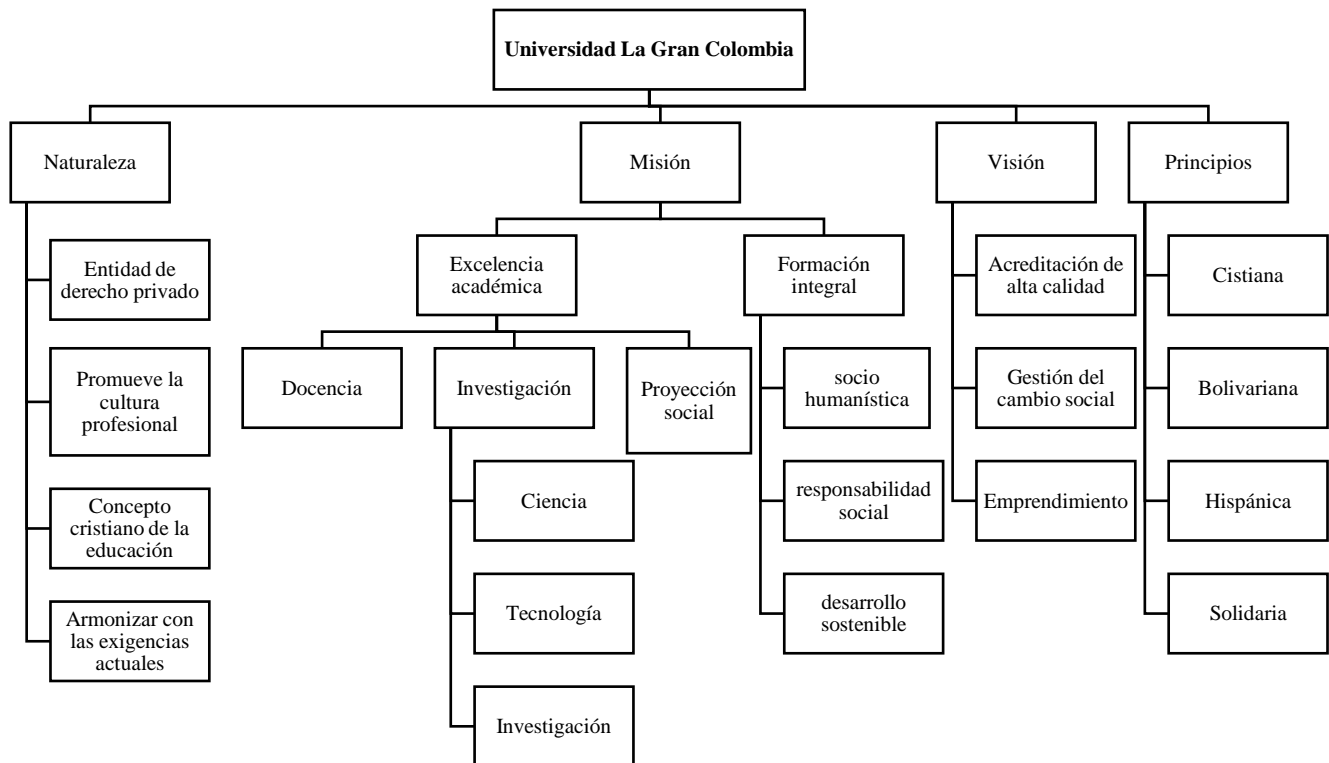 Universidad La Gran Colombia
Naturaleza
Misión
Visión
Principios
Entidad de
derecho privado
Promueve la
cultura
profesional
Concepto
cristiano de la
educación
Armonizar con
las exigencias
actuales
Excelencia
académica
Docencia
Investigación
Ciencia
Tecnología
Investigación
Proyección
social
Formación
integral
socio
humanística
responsabilidad
social
desarrollo
sostenible
Acreditación de
alta calidad
Gestión del
cambio social
Emprendimiento
Cistiana
Bolivariana
Hispánica
Solidaria